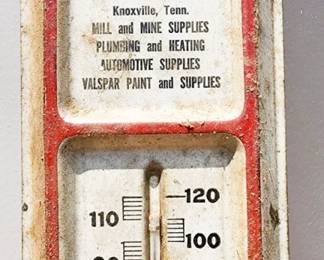 Knoxville, Tenn.
MILL and MINE SUPPLIES
PLUMBING and HEATING
AUTOMOTIVE SUPPLIES
VALSPAR PAINT and SUPPLIES
120
110
100